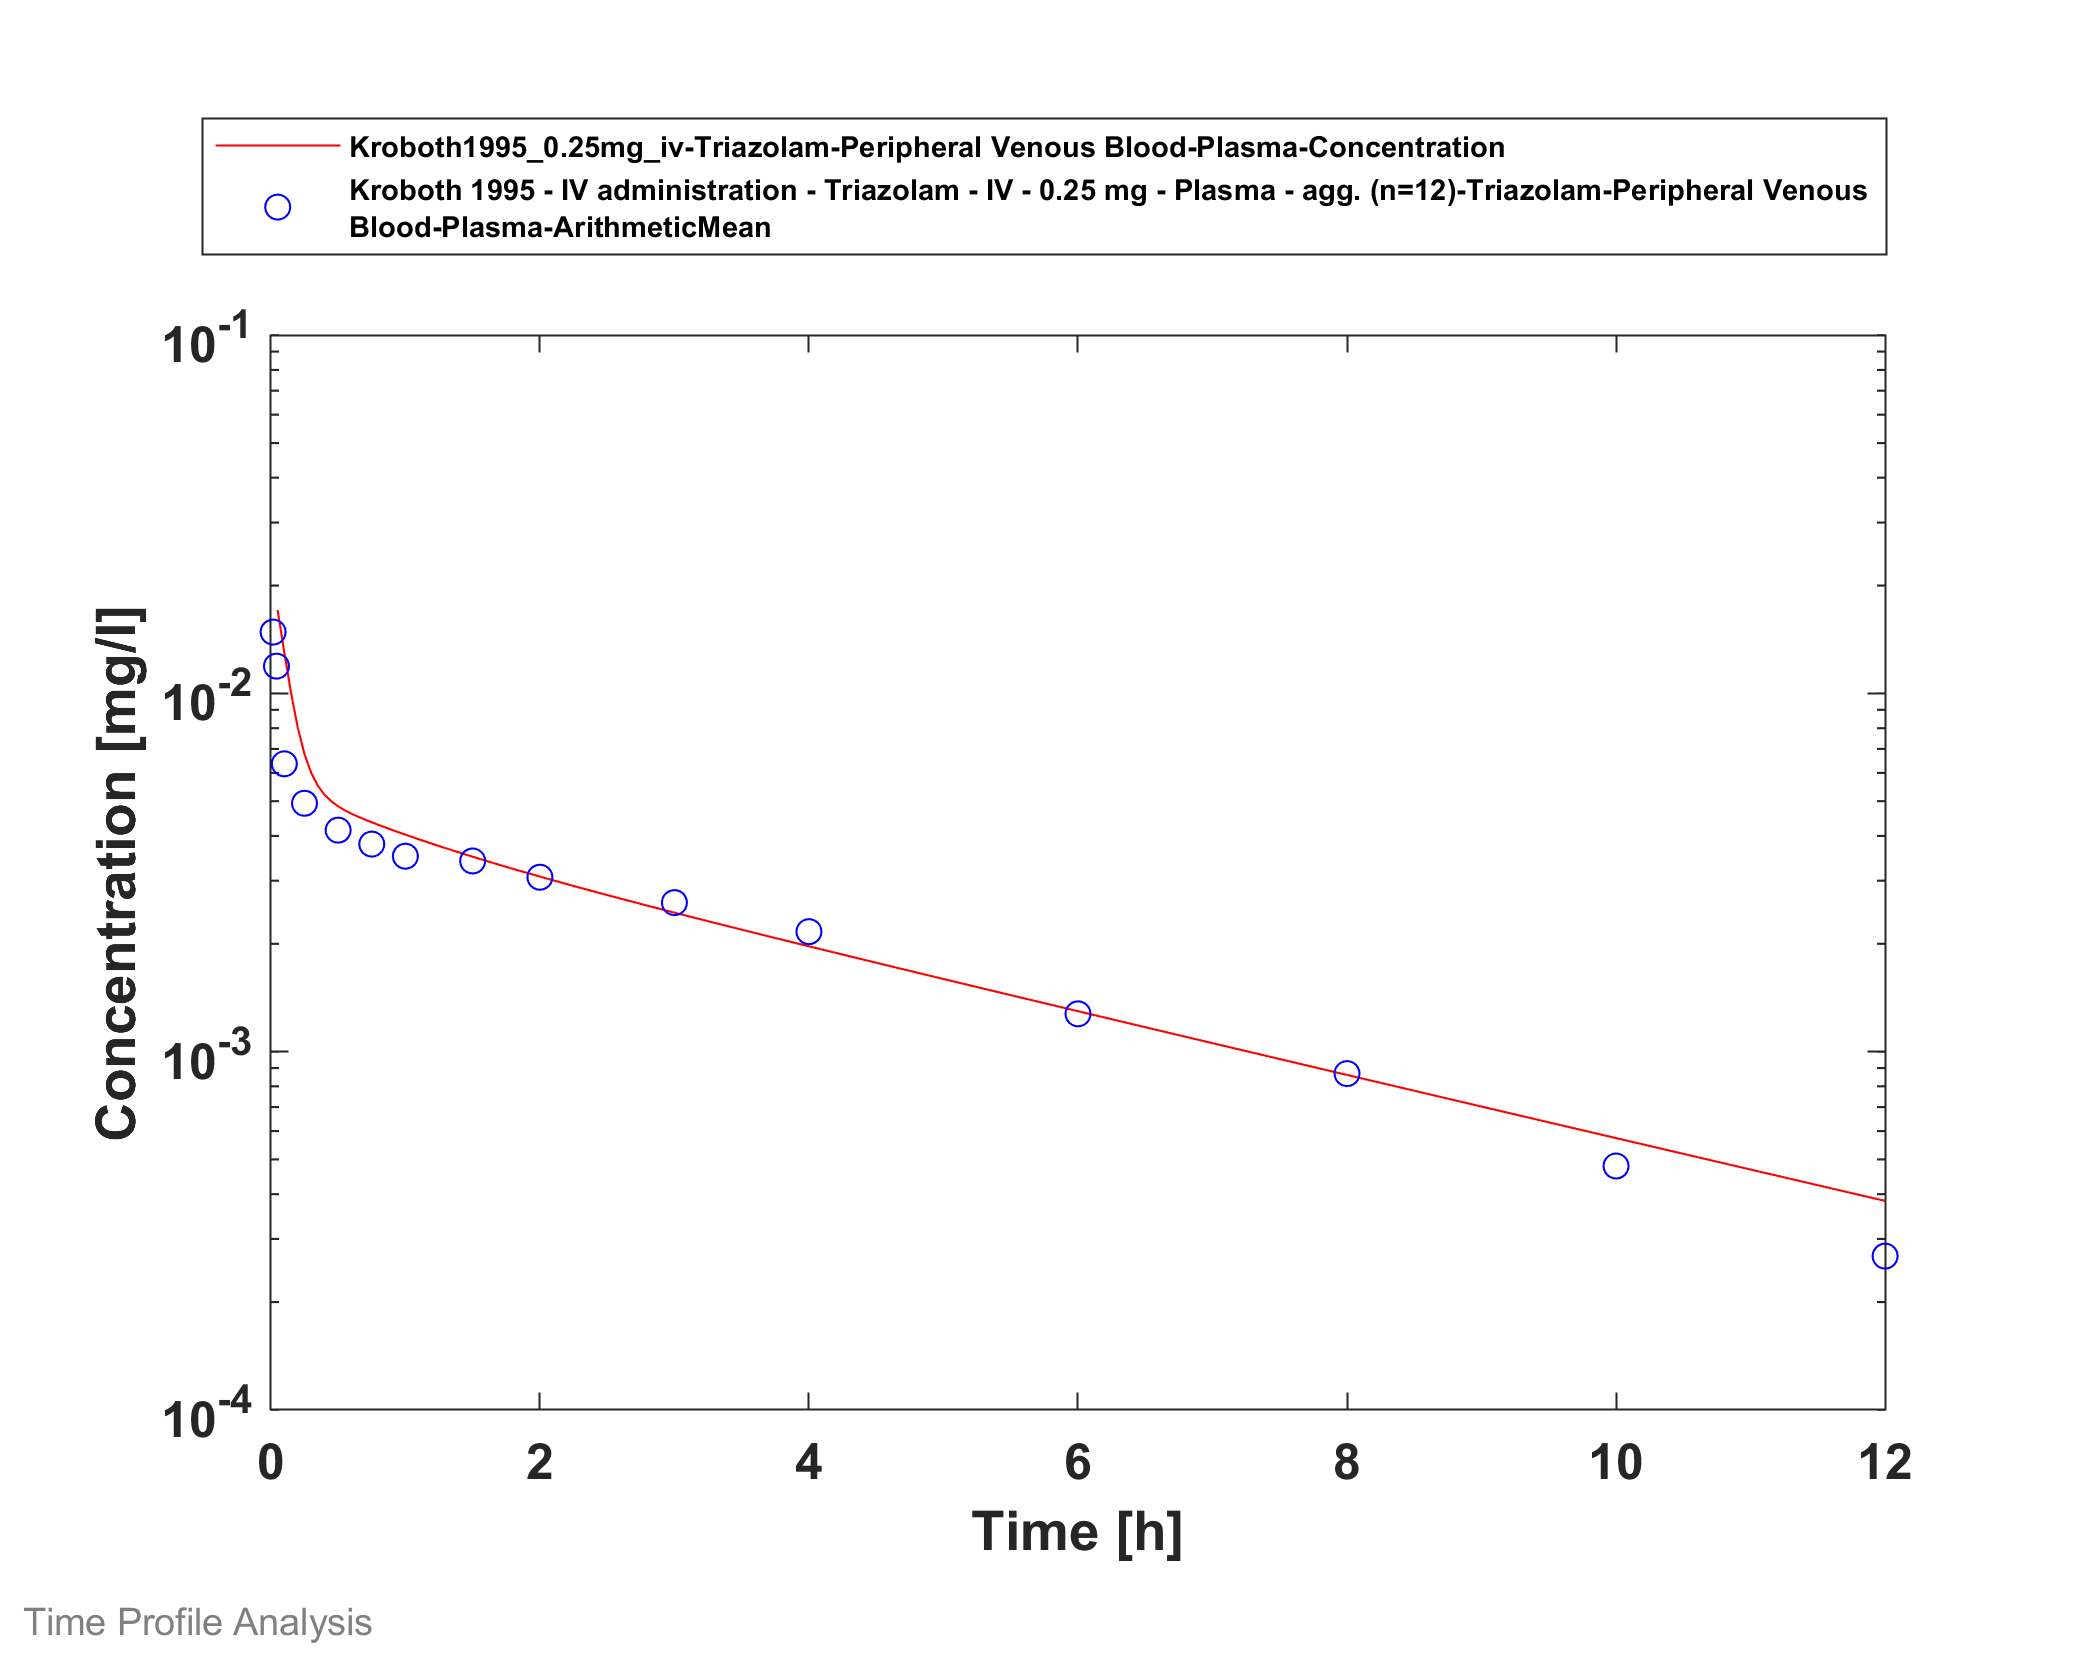 Kroboth1995_0.25mg_iv-Triazolam-Peripheral Venous Blood-Plasma-Concentration
Kroboth 1995 - IV administration - Triazolam - IV - 0.25 mg - Plasma - agg. (n=12)-Triazolam-Peripheral Venous
Blood-Plasma-ArithmeticMean
10^-1
10^-2
10^-3
10^-4
Concentration [mg/l]
0 2 4 6 8 10 12
Time [h]
Time Profile Analysis